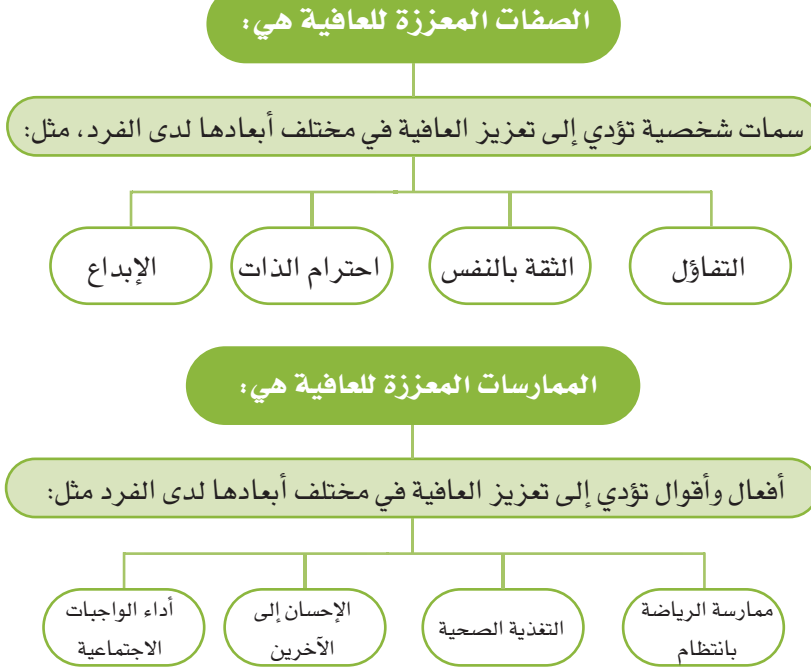 الصفات المعززة للعافية هي:
سمات شخصية تؤدي إلى تعزيز العافية في مختلف أبعادها لدى الفرد، مثل:
التفاؤل
الثقة بالنفس
احترام الذات
الإبداع
الممارسات المعززة للعافية هي:
أفعال وأقوال تؤدي إلى تعزيز العافية في مختلف أبعادها لدى الفرد مثل:
ممارسة الرياضة
بانتظام
التغذية الصحية
الإحسان إلى
الآخرين
أداء الواجبات
الاجتماعية